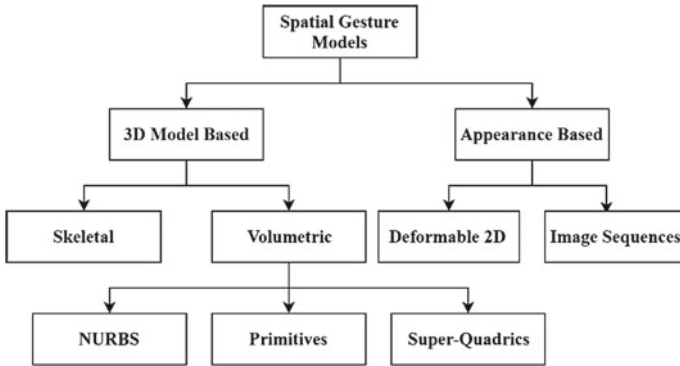 Spatial Gesture
Models
3D Model Based
Appearance Based
Skeletal
Volumetric
Deformable 2D
Image Sequences
NURBS
Primitives
Super-Quadrics